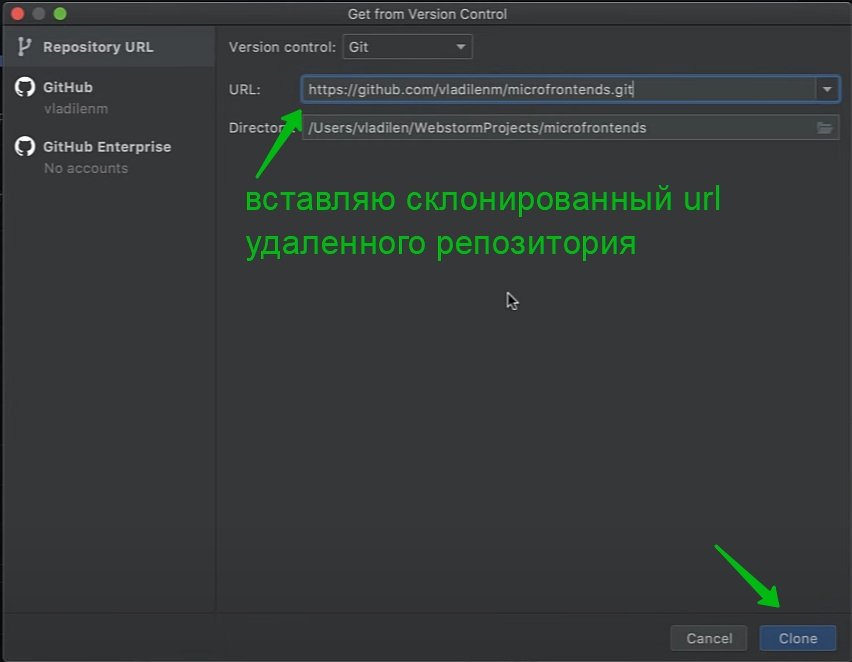 Get from Version Control
Repository URL
GitHub
vladilenm
GitHub Enterprise
No accounts
Version control: Git
URL: https://github.com/vladilenm/microfrontends.git
Director /Users/vladilen/WebstormProjects/microfrontends
вставляю склонированный url
удаленного репозитория
Cancel Clone